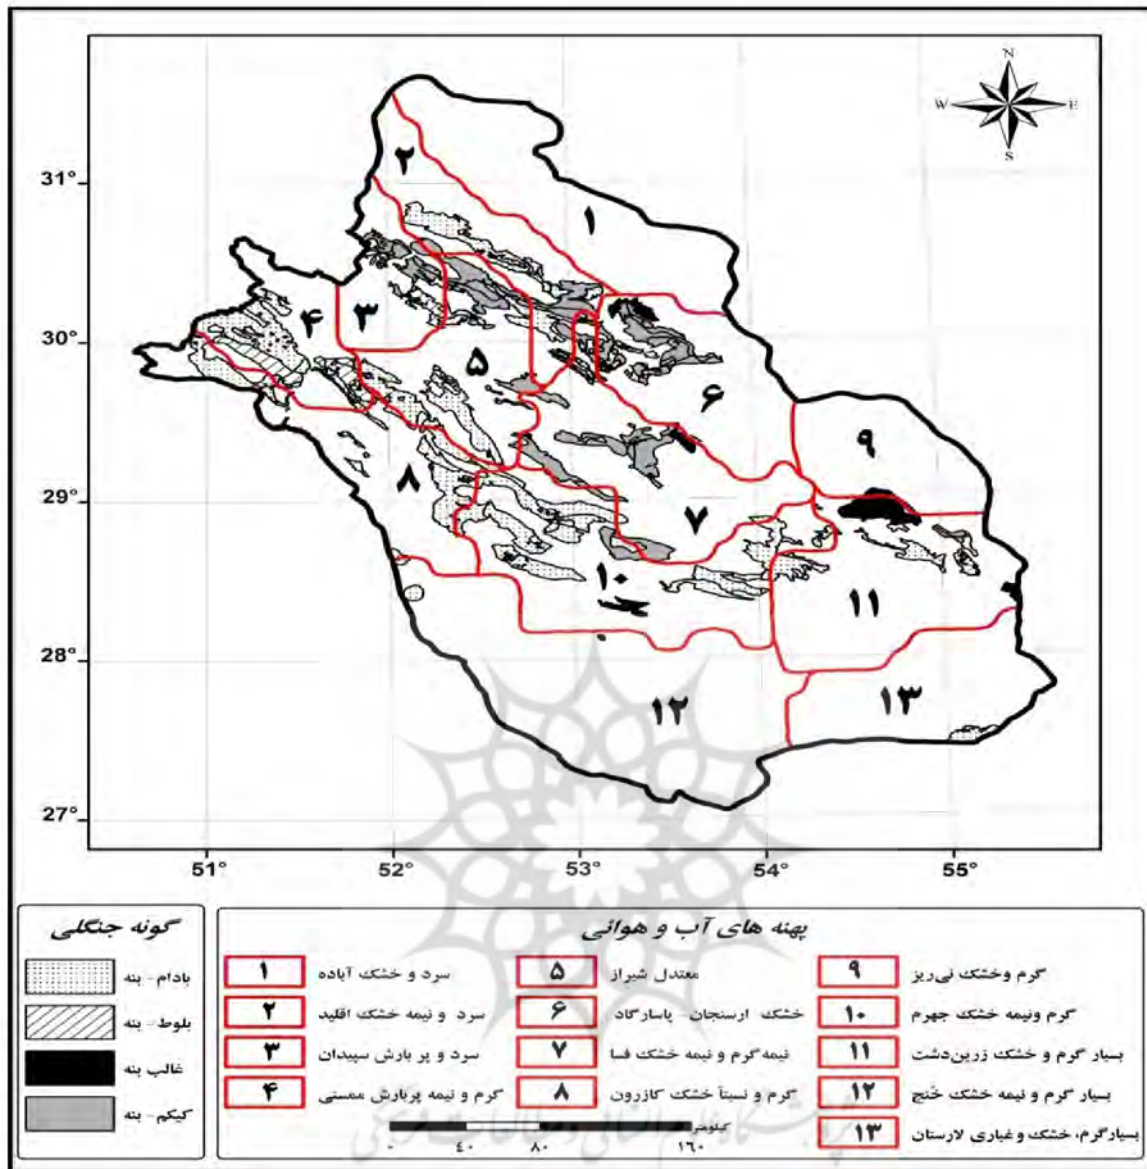 N
W E
S
31°
30°
29°
28°
27°
۱
۲
۳
۴
۵
۶
۷
۸
۹
۱۰
۱۱
۱۲
۱۳
51° 52° 53° 54° 55°
گونه جنگلی
بادام - بنه
بلوط - بنه
غالب بنه
کیکم - بنه
پهنه های آب و هوائی
۱ سرد و خشک آباده
۲ سرد و نیمه خشک اقلید
۳ سرد و پر بارش سپیدان
۴ گرم و نیمه پربارش ممسنی
۵ معتدل شیراز
۶ خشک ارسنجان - پاسارگاد
۷ نیمه گرم و نیمه خشک فسا
۸ گرم و نسبتاً خشک کازرون
۹ گرم وخشک نی‌ریز
۱۰ گرم ونیمه خشک جهرم
۱۱ بسیار گرم و خشک زرین‌دشت
۱۲ بسیار گرم و نیمه خشک خُنج
۱۳ بسیارگرم، خشک و غباری لارستان
کیلومتر
۰ ۴۰ ۸۰ ۱۶۰
پژوهشگاه علوم انسانی و مطالعات فرهنگی